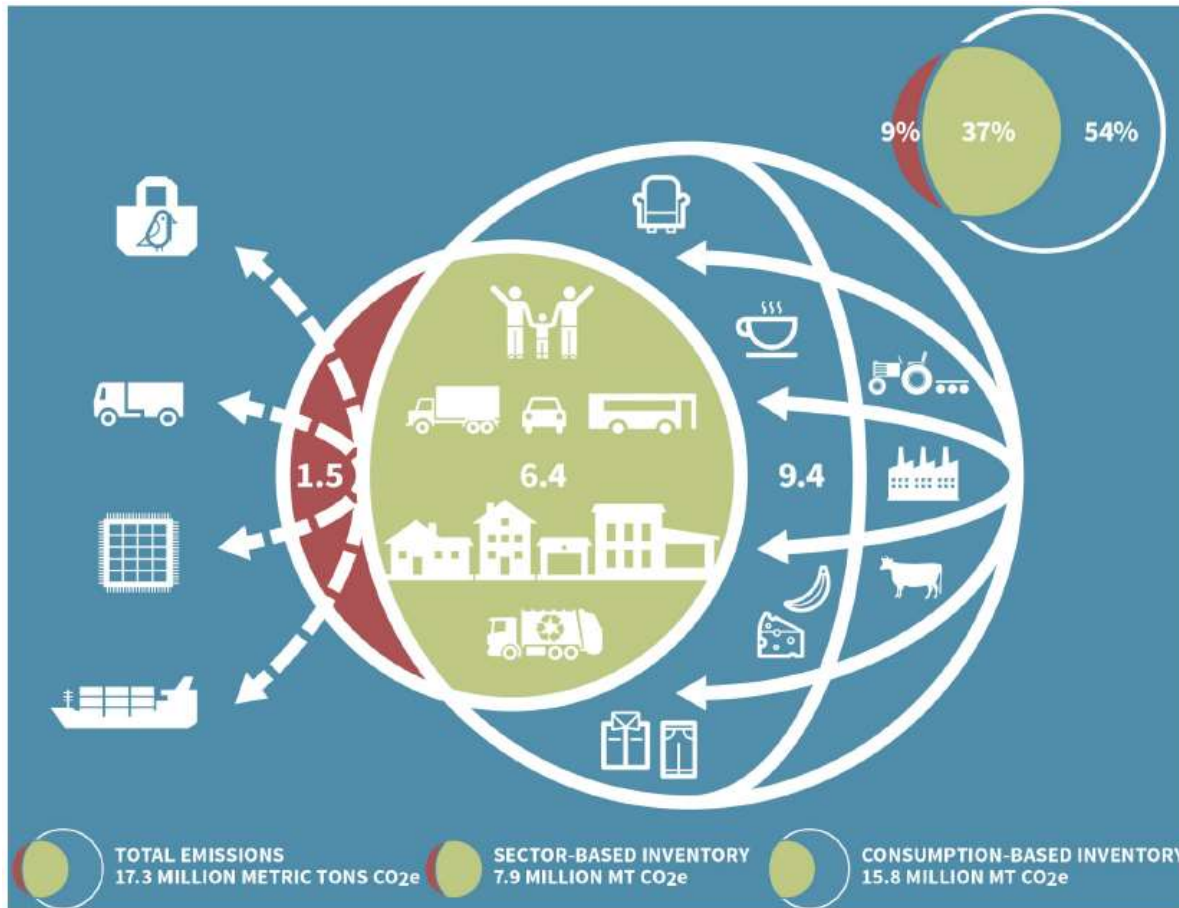 9% 37% 54%
1.5 6.4 9.4
TOTAL EMISSIONS
17.3 MILLION METRIC TONS CO2e
SECTOR-BASED INVENTORY
7.9 MILLION MT CO2e
CONSUMPTION-BASED INVENTORY
15.8 MILLION MT CO2e